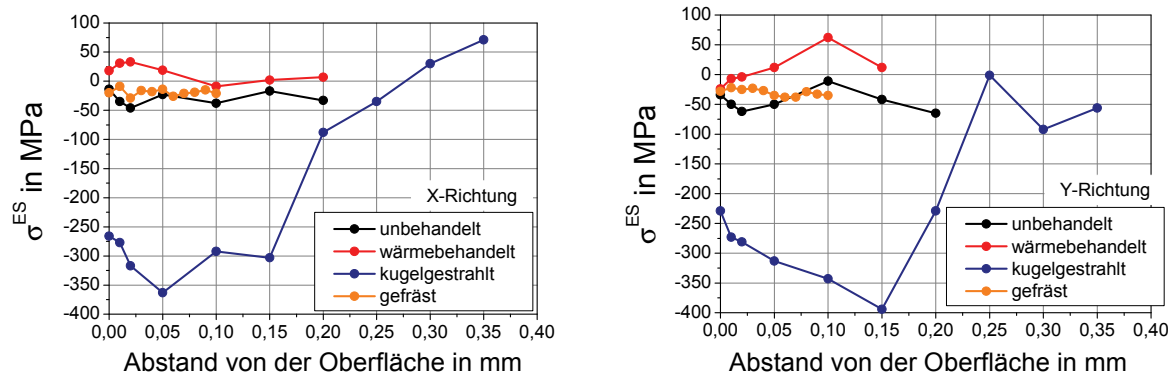 100
50
0
-50
-100
-150
-200
-250
-300
-350
-400
σES in MPa
X-Richtung
unbehandelt
wärmebehandelt
kugelgestrahlt
gefräst
0,00 0,05 0,10 0,15 0,20 0,25 0,30 0,35 0,40
Abstand von der Oberfläche in mm
100
50
0
-50
-100
-150
-200
-250
-300
-350
-400
σES in MPa
Y-Richtung
unbehandelt
wärmebehandelt
kugelgestrahlt
gefräst
0,00 0,05 0,10 0,15 0,20 0,25 0,30 0,35 0,40
Abstand von der Oberfläche in mm